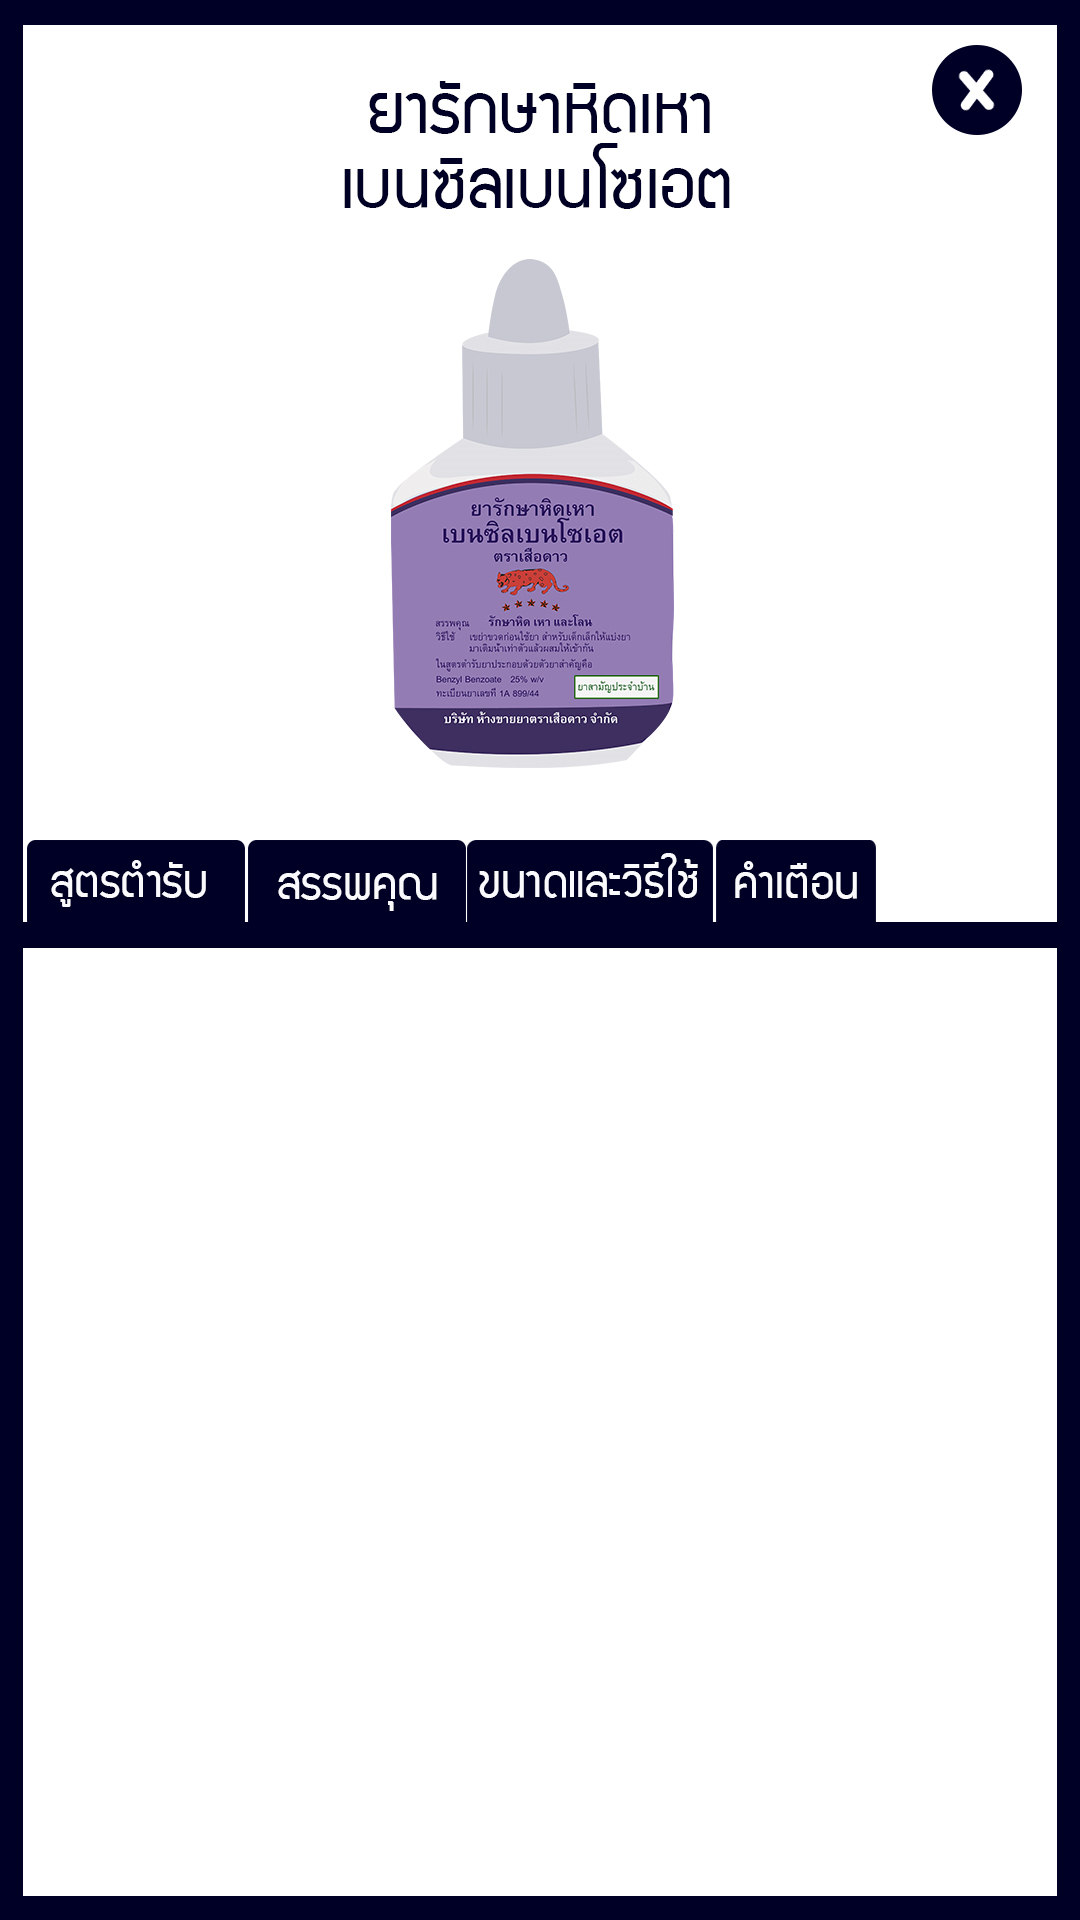 ยารักษาหิดเหา
เบนซิลเบนโซเอต
X
ยารักษาหิดเหา
เบนซิลเบนโซเอต
ตราเสือดาว
สรรพคุณ รักษาหิด เหา และโลน
วิธีใช้ เขย่าขวดก่อนใช้ยา สำหรับเด็กเล็กให้แบ่งยา
มาเติมน้ำเท่าตัวแล้วผสมให้เข้ากัน
ในสูตรตำรับยาประกอบด้วยตัวยาสำคัญคือ
Benzyl Benzoate 25% w/v
ทะเบียนยาเลขที่ 1A 899/44
ยาสามัญประจำบ้าน
บริษัท ห้างขายยาตราเสือดาว จำกัด
สูตรตำรับ สรรพคุณ ขนาดและวิธีใช้ คำเตือน